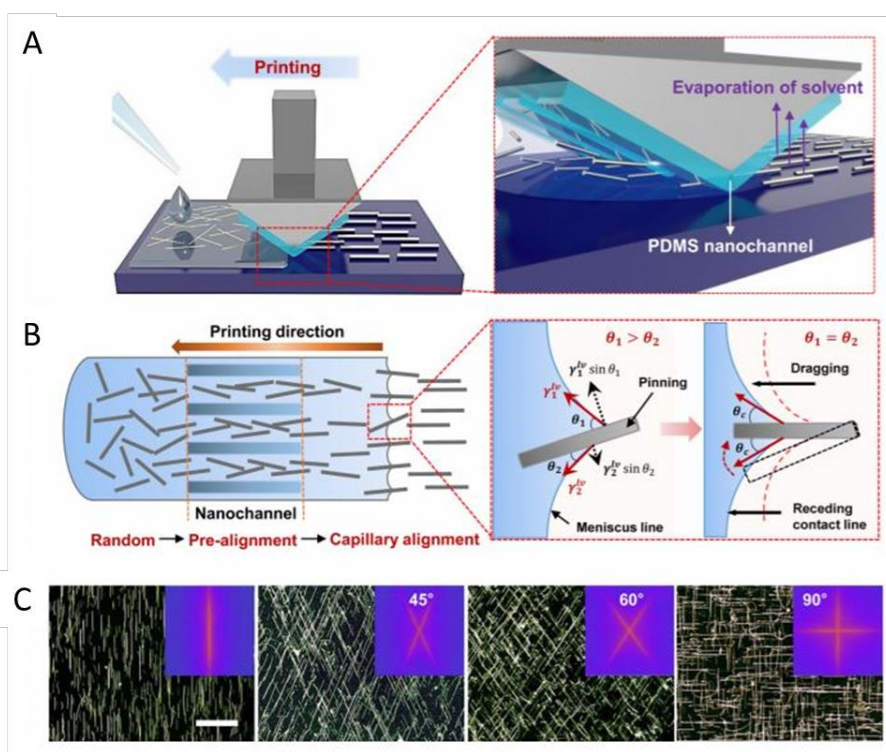 A
Printing
Evaporation of solvent
PDMS nanochannel
B
Printing direction
Nanochannel
Random → Pre-alignment → Capillary alignment
θ₁ > θ₂
γ₁ˡᵛ sin θ₁
γ₁ˡᵛ
Pinning
θ₁
θ₂
γ₂ˡᵛ sin θ₂
γ₂ˡᵛ
Meniscus line
θ₁ = θ₂
Dragging
θc
θc
Receding
contact line
C
45°
60°
90°